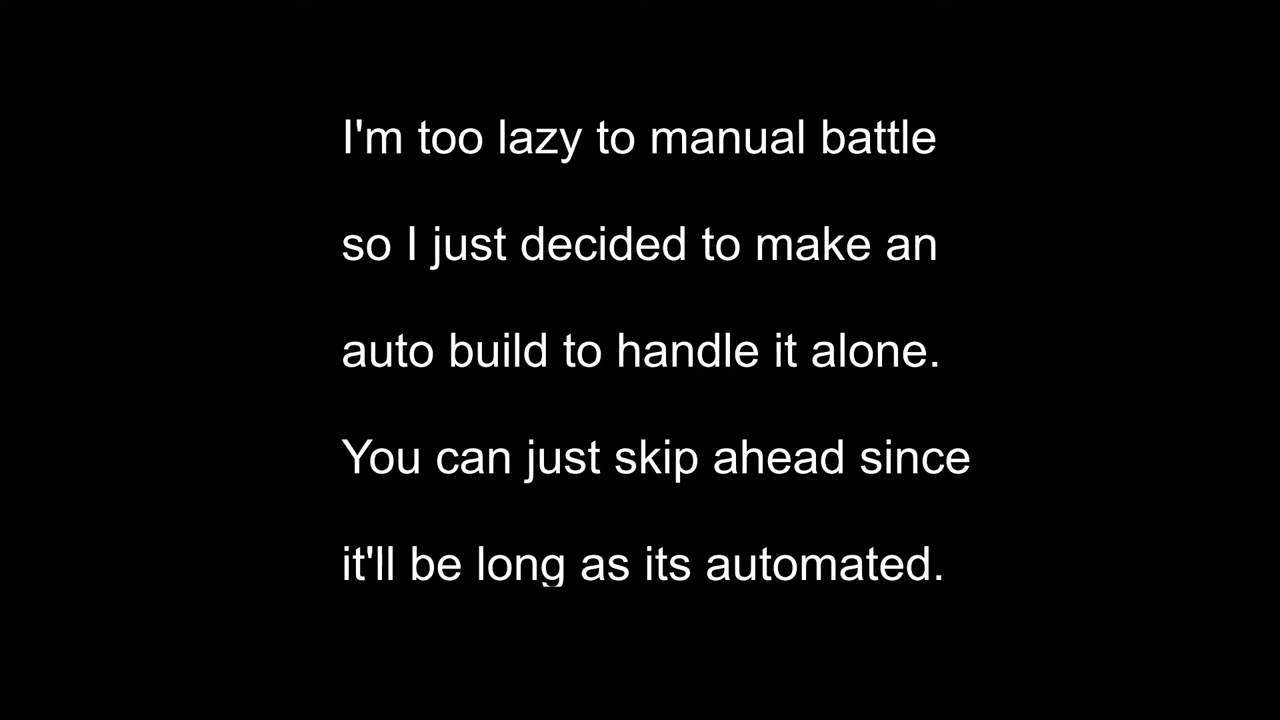 I'm too lazy to manual battle
so I just decided to make an
auto build to handle it alone.
You can just skip ahead since
it'll be long as its automated.